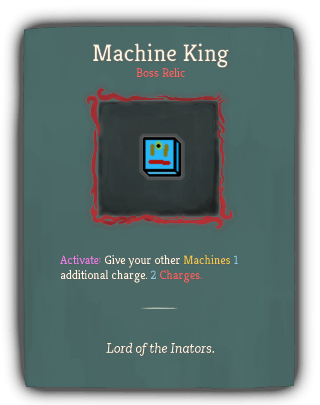 Machine King
Boss Relic
Activate: Give your other Machines 1
additional charge. 2 Charges.
Lord of the Inators.